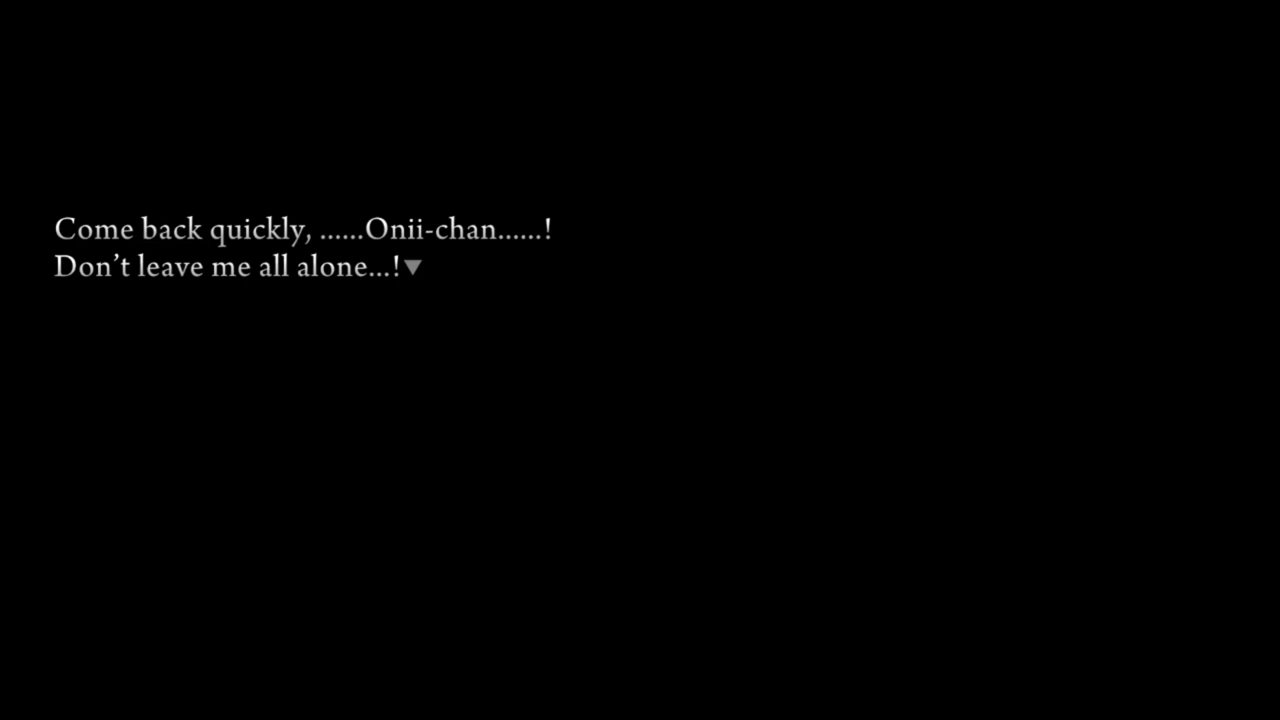 Come back quickly, ......Onii-chan......!
Don’t leave me all alone...!▼